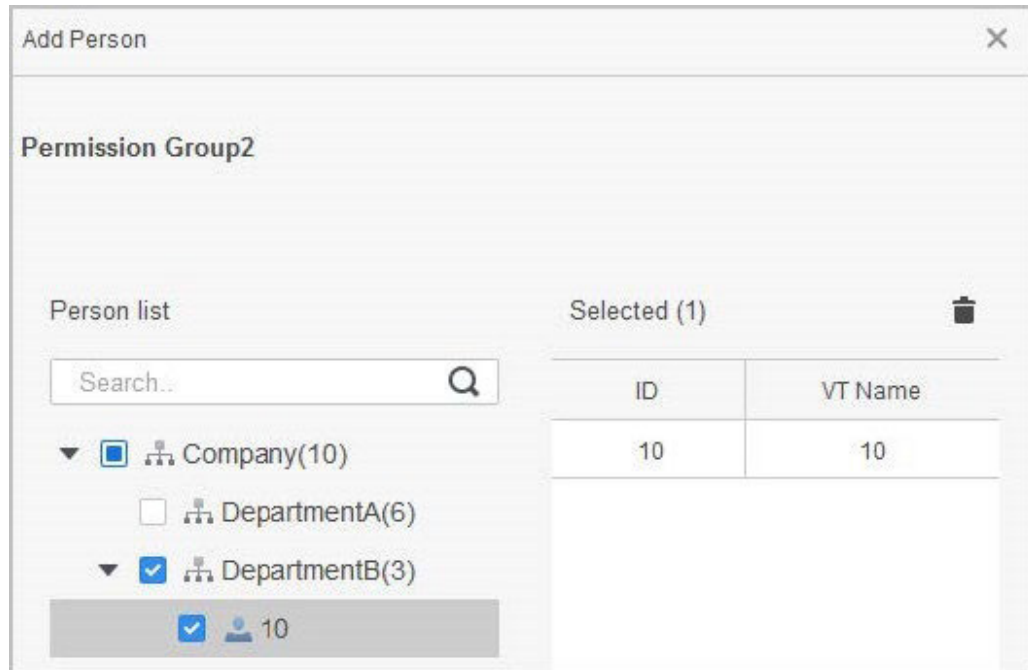 Add Person
Permission Group2
Person list
Search..
Company(10)
DepartmentA(6)
DepartmentB(3)
10
Selected (1)
ID VT Name
10 10